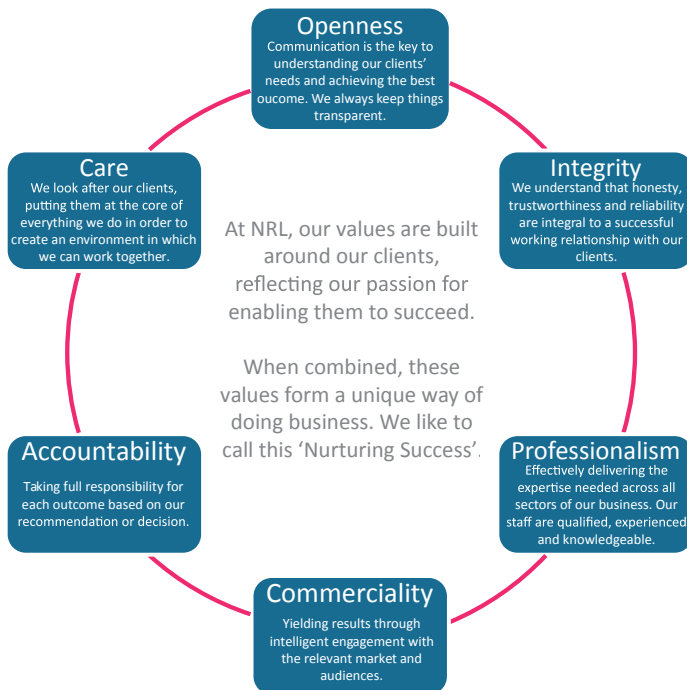 Openness
Communication is the key to
understanding our clients'
needs and achieving the best
oucome. We always keep things
transparent.
Care
We look after our clients,
putting them at the core of
everything we do in order to
create an environment in which
we can work together.
Integrity
We understand that honesty,
trustworthiness and reliability
are integral to a successful
working relationship with our
clients.
At NRL, our values are built
around our clients,
reflecting our passion for
enabling them to succeed.
When combined, these
values form a unique way of
doing business. We like to
call this ‘Nurturing Success’.
Accountability
Taking full responsibility for
each outcome based on our
recommendation or decision.
Professionalism
Effectively delivering the
expertise needed across all
sectors of our business. Our
staff are qualified, experienced
and knowledgeable.
Commerciality
Yielding results through
intelligent engagement with
the relevant market and
audiences.